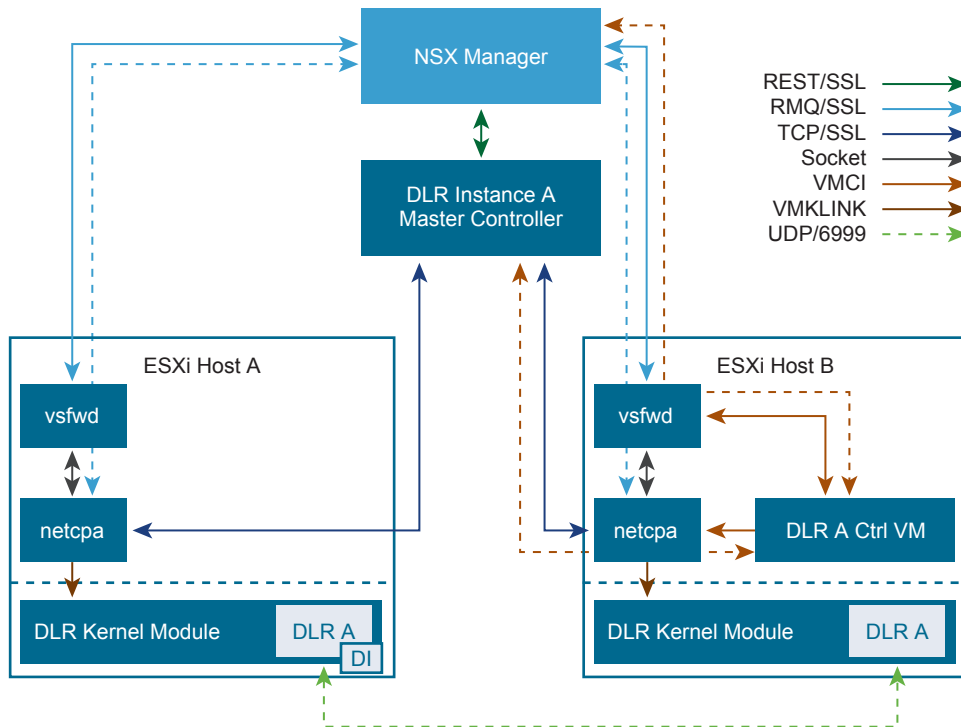 NSX Manager
REST/SSL
RMQ/SSL
TCP/SSL
Socket
VMCI
VMKLINK
UDP/6999
DLR Instance A
Master Controller
ESXi Host A
vsfwd
netcpa
DLR Kernel Module
DLR A
DI
ESXi Host B
vsfwd
netcpa
DLR A Ctrl VM
DLR Kernel Module
DLR A